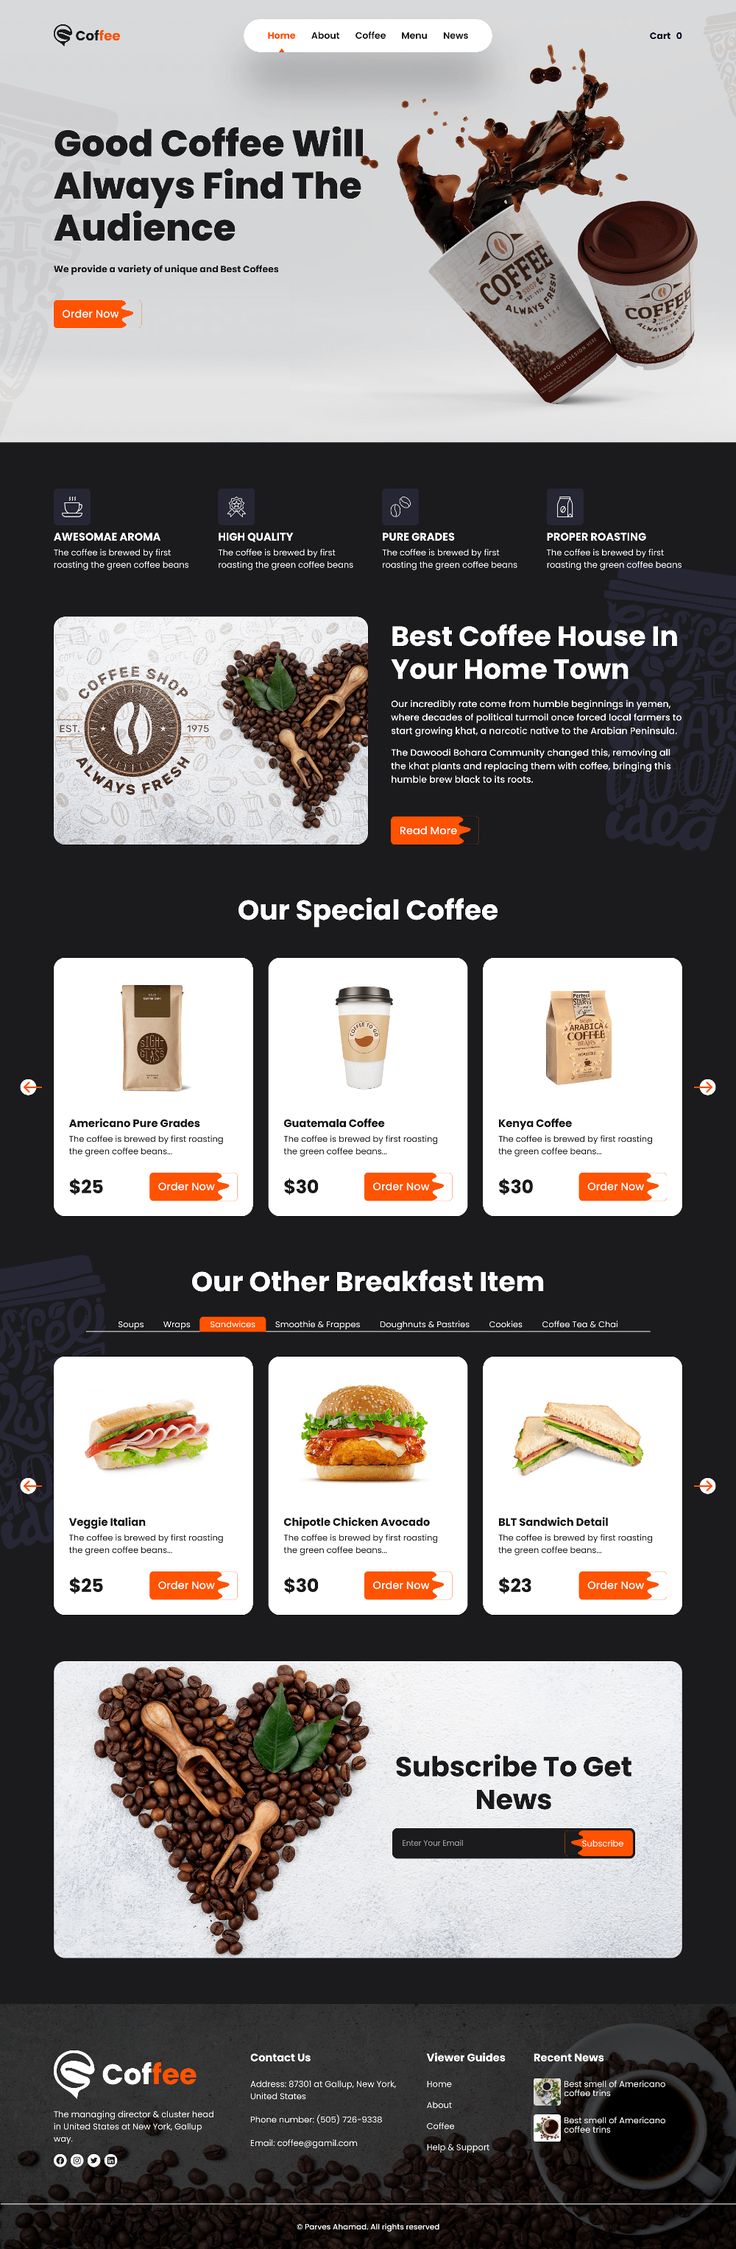 Coffee
Home About Coffee Menu News
Cart 0
Good Coffee Will
Always Find The
Audience
We provide a variety of unique and Best Coffees
Order Now
COFFEE
SHOP
ALWAYS FRESH
PLACE YOUR DESIGN HERE
COFFEE
ALWAYS FRESH
AWESOMAE AROMA
The coffee is brewed by first
roasting the green coffee beans
HIGH QUALITY
The coffee is brewed by first
roasting the green coffee beans
PURE GRADES
The coffee is brewed by first
roasting the green coffee beans
PROPER ROASTING
The coffee is brewed by first
roasting the green coffee beans
COFFEE SHOP
EST. 1975
ALWAYS FRESH
Best Coffee House In
Your Home Town
Our incredibly rate come from humble beginnings in yemen,
where decades of political turmoil once forced local farmers to
start growing khat, a narcotic native to the Arabian Peninsula.
The Dawoodi Bohara Community changed this, removing all
the khat plants and replacing them with coffee, bringing this
humble brew black to its roots.
Read More
idea
Our Special Coffee
SIGHT
GLASS
Americano Pure Grades
The coffee is brewed by first roasting
the green coffee beans...
$25
Order Now
COFFEE TO GO
Guatemala Coffee
The coffee is brewed by first roasting
the green coffee beans...
$30
Order Now
ARABICA
COFFEE
BEANS
Kenya Coffee
The coffee is brewed by first roasting
the green coffee beans...
$30
Order Now
Our Other Breakfast Item
Soups Wraps Sandwices Smoothie & Frappes Doughnuts & Pastries Cookies Coffee Tea & Chai
Veggie Italian
The coffee is brewed by first roasting
the green coffee beans...
$25
Order Now
Chipotle Chicken Avocado
The coffee is brewed by first roasting
the green coffee beans...
$30
Order Now
BLT Sandwich Detail
The coffee is brewed by first roasting
the green coffee beans...
$23
Order Now
Subscribe To Get
News
Enter Your Email
Subscribe
Coffee
The managing director & cluster head
in United States at New York, Gallup
way.
Contact Us
Address: 87301 at Gallup, New York,
United States
Phone number: (505) 726-9338
Email: coffee@gamil.com
Viewer Guides
Home
About
Coffee
Help & Support
Recent News
Best smell of Americano
coffee trins
Best smell of Americano
coffee trins
© Parves Ahamad. All rights reserved